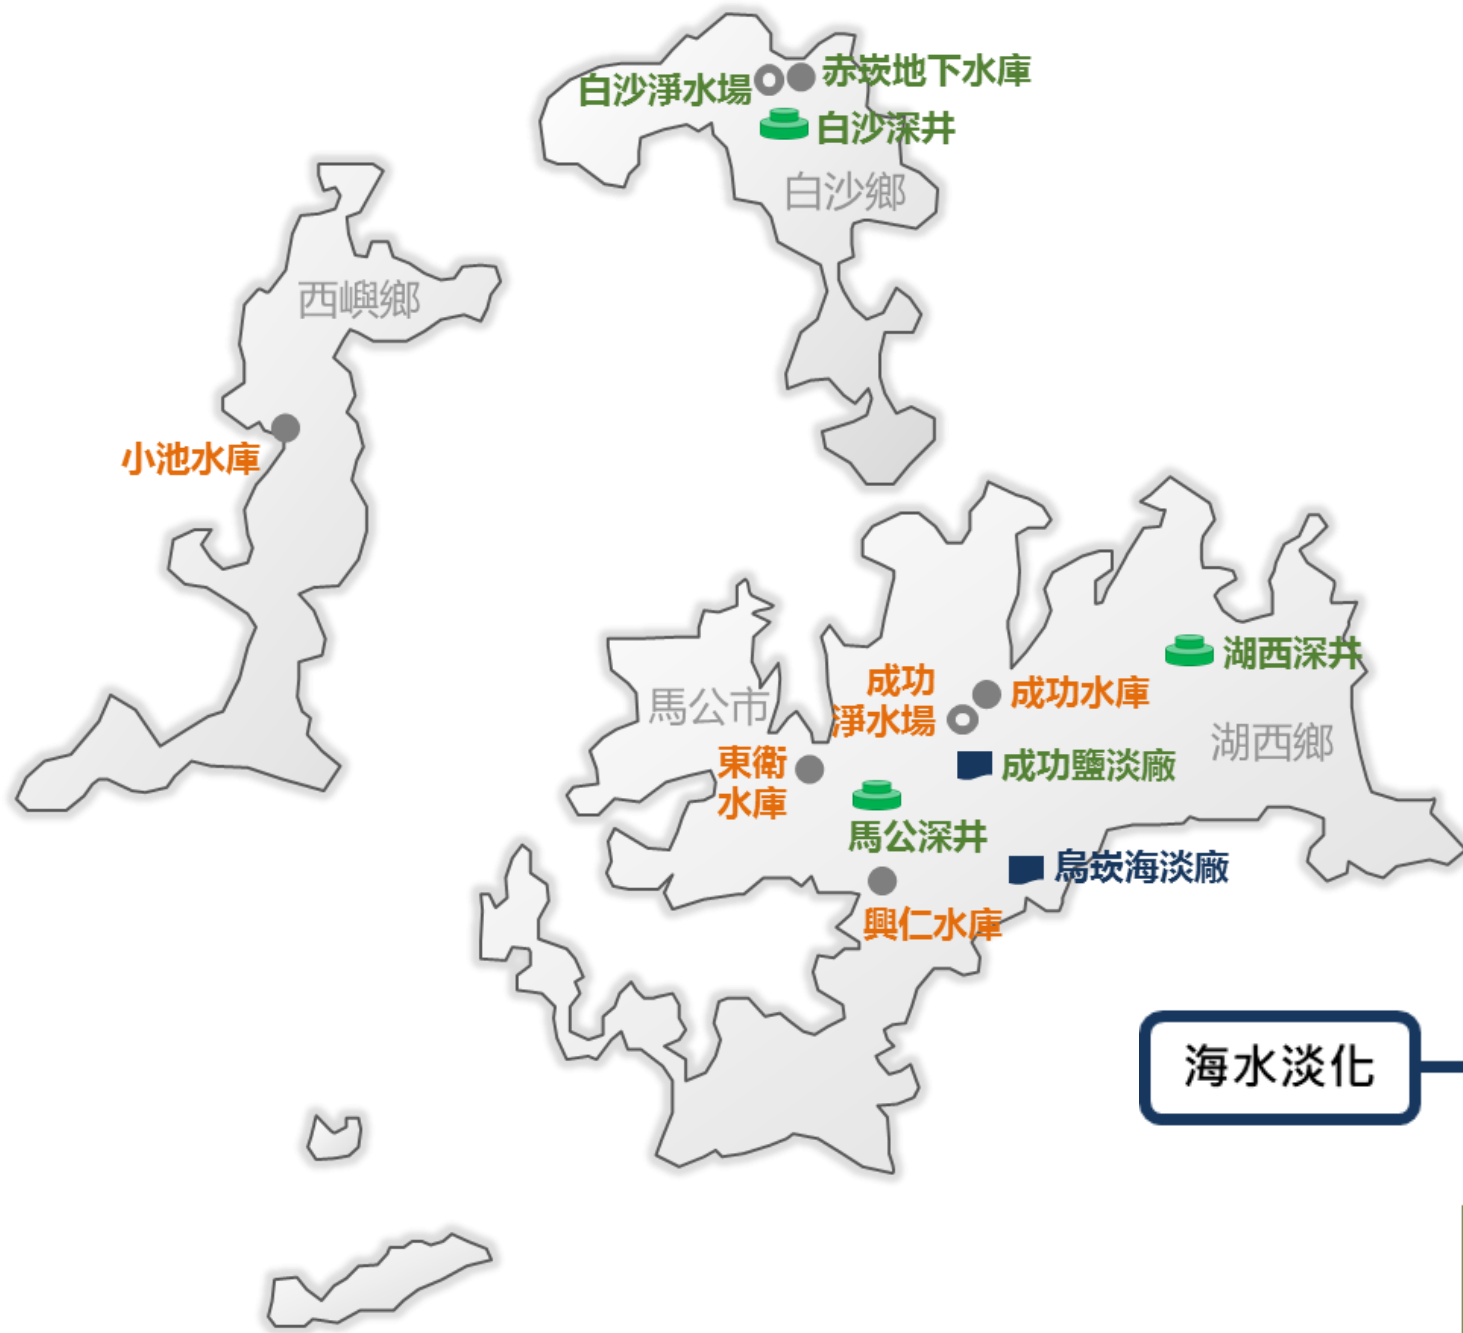 赤崁地下水庫
白沙淨水場
白沙深井
白沙鄉
西嶼鄉
小池水庫
湖西深井
成功
淨水場
成功水庫
馬公市
湖西鄉
東衛
水庫
成功鹽淡廠
馬公深井
烏崁海淡廠
興仁水庫
海水淡化